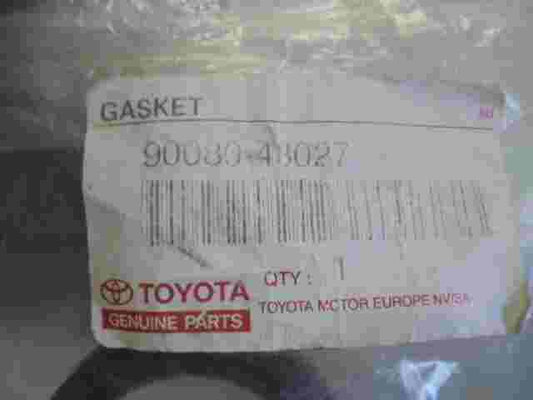 GASKET
90080-43027
QTY: 1
TOYOTA
GENUINE PARTS
TOYOTA MOTOR EUROPE NV/SA